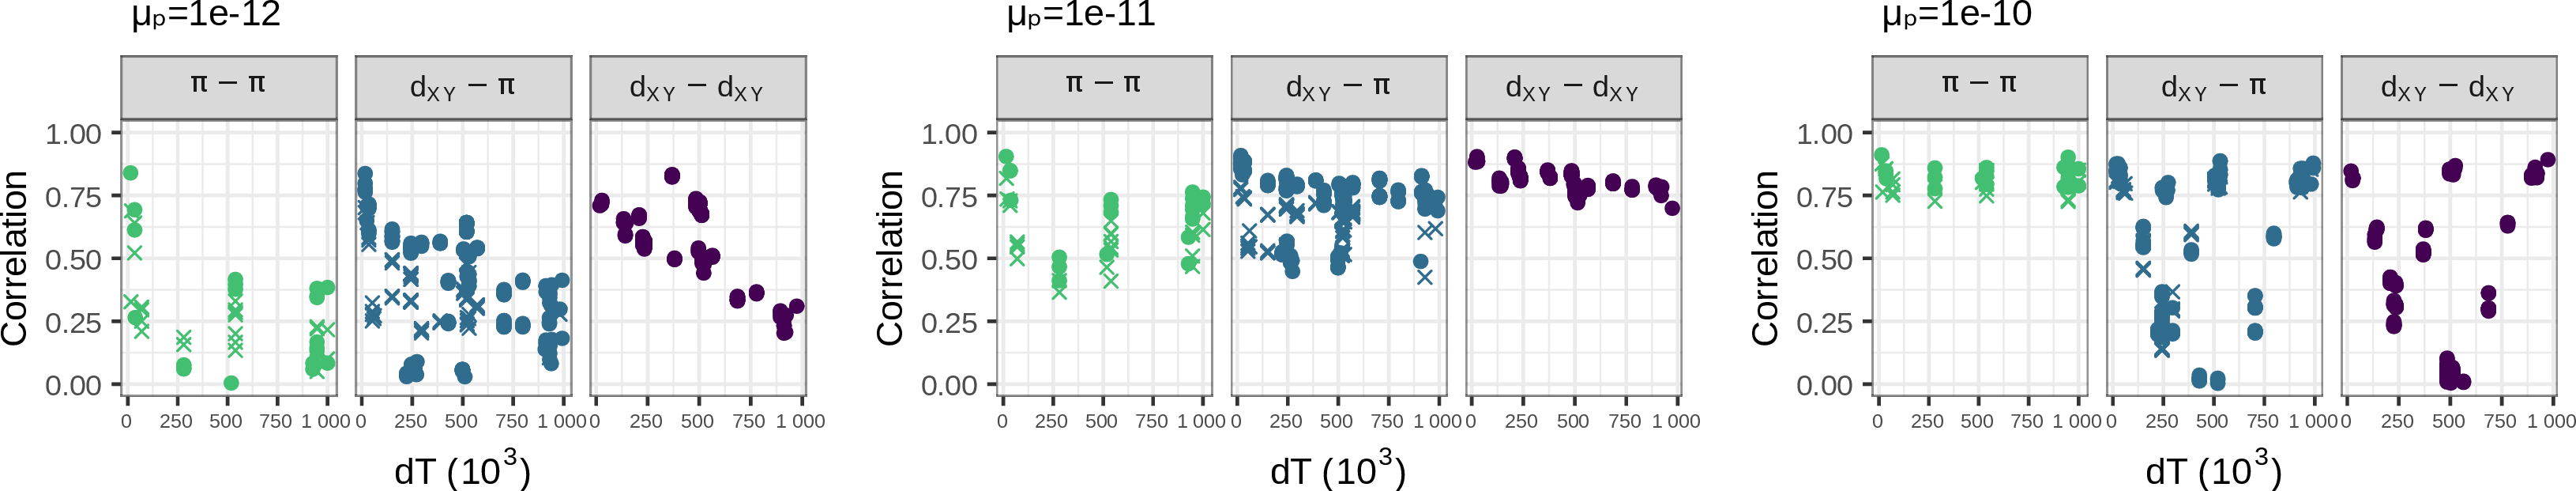 μₚ=1e-12 μₚ=1e-11 μₚ=1e-10
π − π dXY − π dXY − dXY π − π dXY − π dXY − dXY π − π dXY − π dXY − dXY
Correlation
1.00
0.75
0.50
0.25
0.00
0 250 500 750 1 000 0 250 500 750 1 000 0 250 500 750 1 000
dT (10³)
Correlation
1.00
0.75
0.50
0.25
0.00
0 250 500 750 1 000 0 250 500 750 1 000 0 250 500 750 1 000
dT (10³)
Correlation
1.00
0.75
0.50
0.25
0.00
0 250 500 750 1 000 0 250 500 750 1 000 0 250 500 750 1 000
dT (10³)